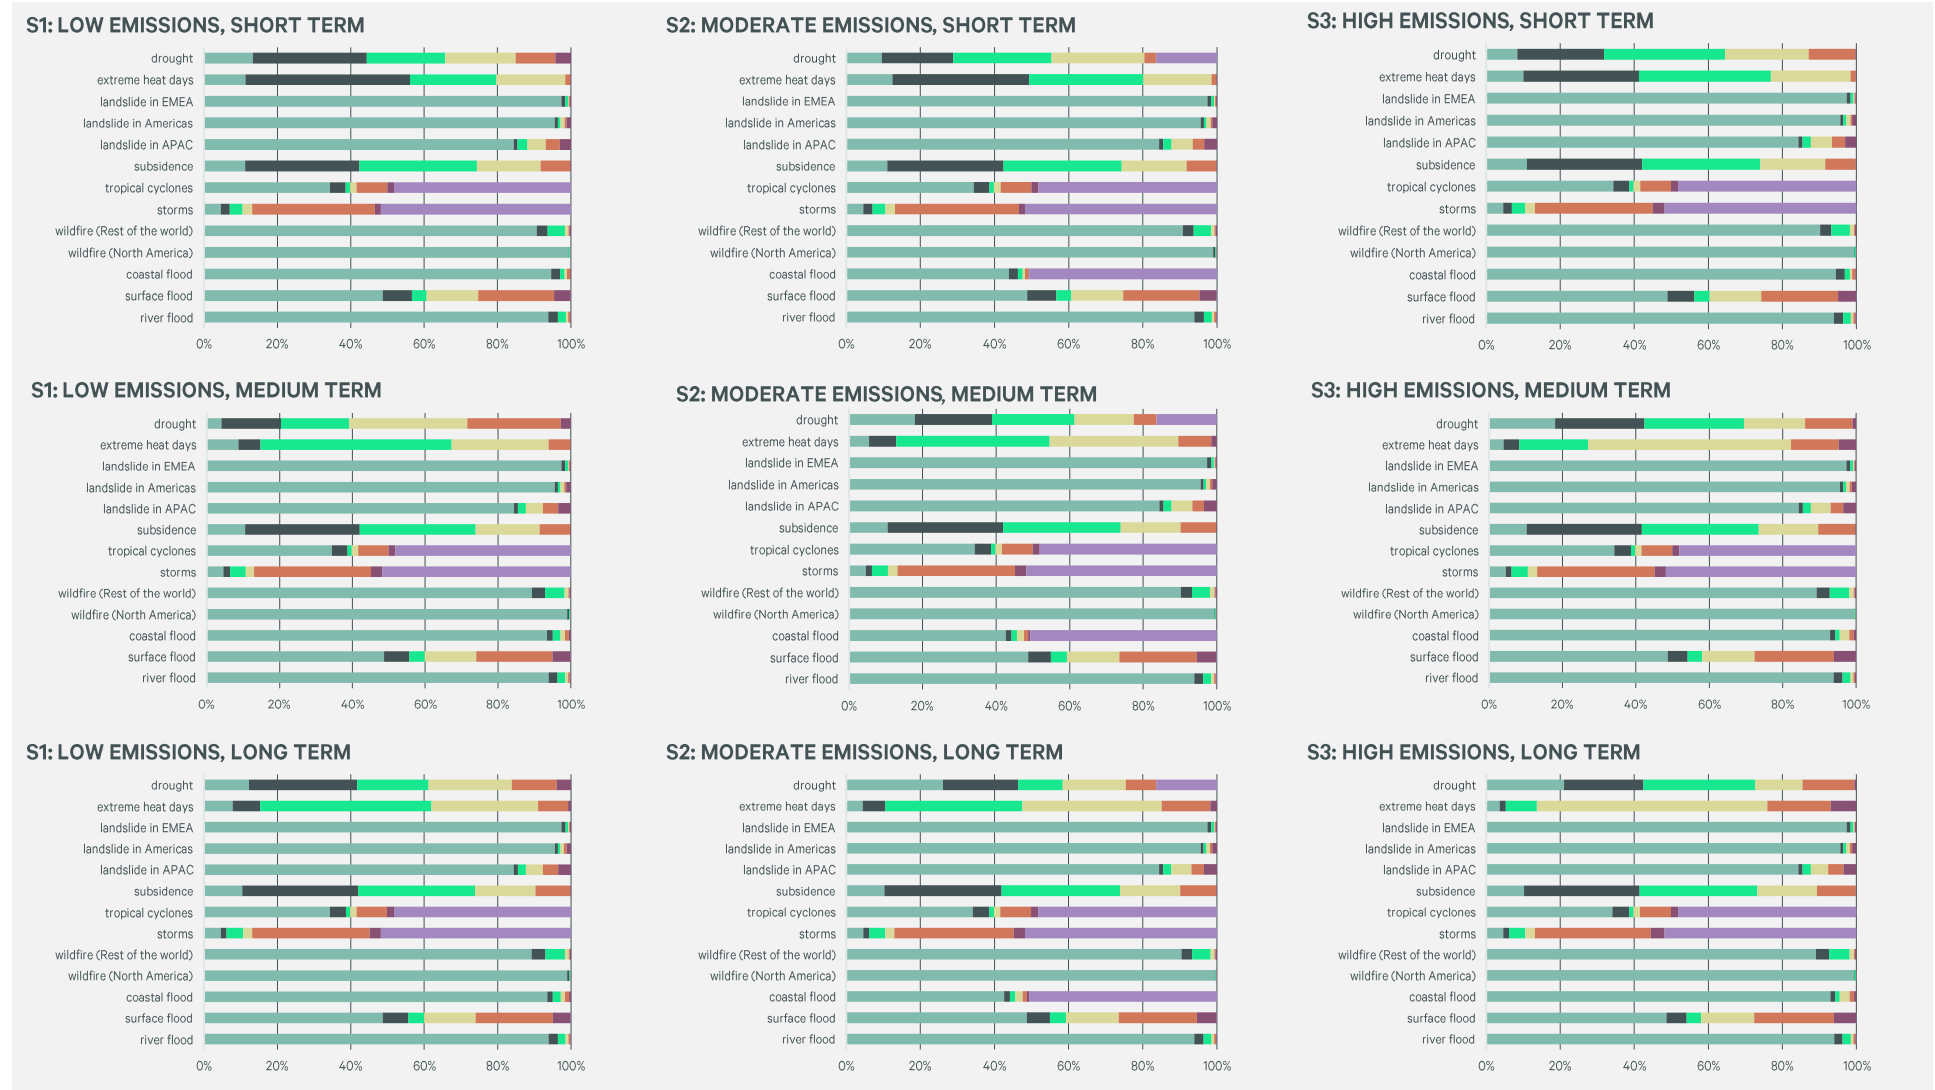 S1: LOW EMISSIONS, SHORT TERM
drought
extreme heat days
landslide in EMEA
landslide in Americas
landslide in APAC
subsidence
tropical cyclones
storms
wildfire (Rest of the world)
wildfire (North America)
coastal flood
surface flood
river flood
0% 20% 40% 60% 80% 100%
S2: MODERATE EMISSIONS, SHORT TERM
drought
extreme heat days
landslide in EMEA
landslide in Americas
landslide in APAC
subsidence
tropical cyclones
storms
wildfire (Rest of the world)
wildfire (North America)
coastal flood
surface flood
river flood
0% 20% 40% 60% 80% 100%
S3: HIGH EMISSIONS, SHORT TERM
drought
extreme heat days
landslide in EMEA
landslide in Americas
landslide in APAC
subsidence
tropical cyclones
storms
wildfire (Rest of the world)
wildfire (North America)
coastal flood
surface flood
river flood
0% 20% 40% 60% 80% 100%
S1: LOW EMISSIONS, MEDIUM TERM
drought
extreme heat days
landslide in EMEA
landslide in Americas
landslide in APAC
subsidence
tropical cyclones
storms
wildfire (Rest of the world)
wildfire (North America)
coastal flood
surface flood
river flood
0% 20% 40% 60% 80% 100%
S2: MODERATE EMISSIONS, MEDIUM TERM
drought
extreme heat days
landslide in EMEA
landslide in Americas
landslide in APAC
subsidence
tropical cyclones
storms
wildfire (Rest of the world)
wildfire (North America)
coastal flood
surface flood
river flood
0% 20% 40% 60% 80% 100%
S3: HIGH EMISSIONS, MEDIUM TERM
drought
extreme heat days
landslide in EMEA
landslide in Americas
landslide in APAC
subsidence
tropical cyclones
storms
wildfire (Rest of the world)
wildfire (North America)
coastal flood
surface flood
river flood
0% 20% 40% 60% 80% 100%
S1: LOW EMISSIONS, LONG TERM
drought
extreme heat days
landslide in EMEA
landslide in Americas
landslide in APAC
subsidence
tropical cyclones
storms
wildfire (Rest of the world)
wildfire (North America)
coastal flood
surface flood
river flood
0% 20% 40% 60% 80% 100%
S2: MODERATE EMISSIONS, LONG TERM
drought
extreme heat days
landslide in EMEA
landslide in Americas
landslide in APAC
subsidence
tropical cyclones
storms
wildfire (Rest of the world)
wildfire (North America)
coastal flood
surface flood
river flood
0% 20% 40% 60% 80% 100%
S3: HIGH EMISSIONS, LONG TERM
drought
extreme heat days
landslide in EMEA
landslide in Americas
landslide in APAC
subsidence
tropical cyclones
storms
wildfire (Rest of the world)
wildfire (North America)
coastal flood
surface flood
river flood
0% 20% 40% 60% 80% 100%